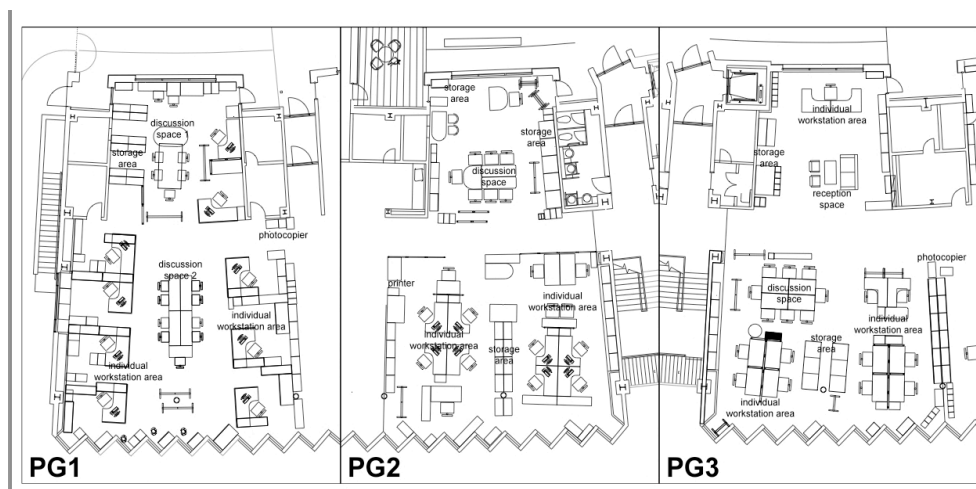 discussion
space 1
storage
area
photocopier
discussion
space 2
individual
workstation area
individual
workstation area
PG1
storage
area
storage
area
discussion
space
printer
individual
workstation area
individual
workstation area
storage
area
PG2
individual
workstation area
storage
area
reception
space
photocopier
discussion
space
individual
workstation area
storage
area
individual
workstation area
PG3